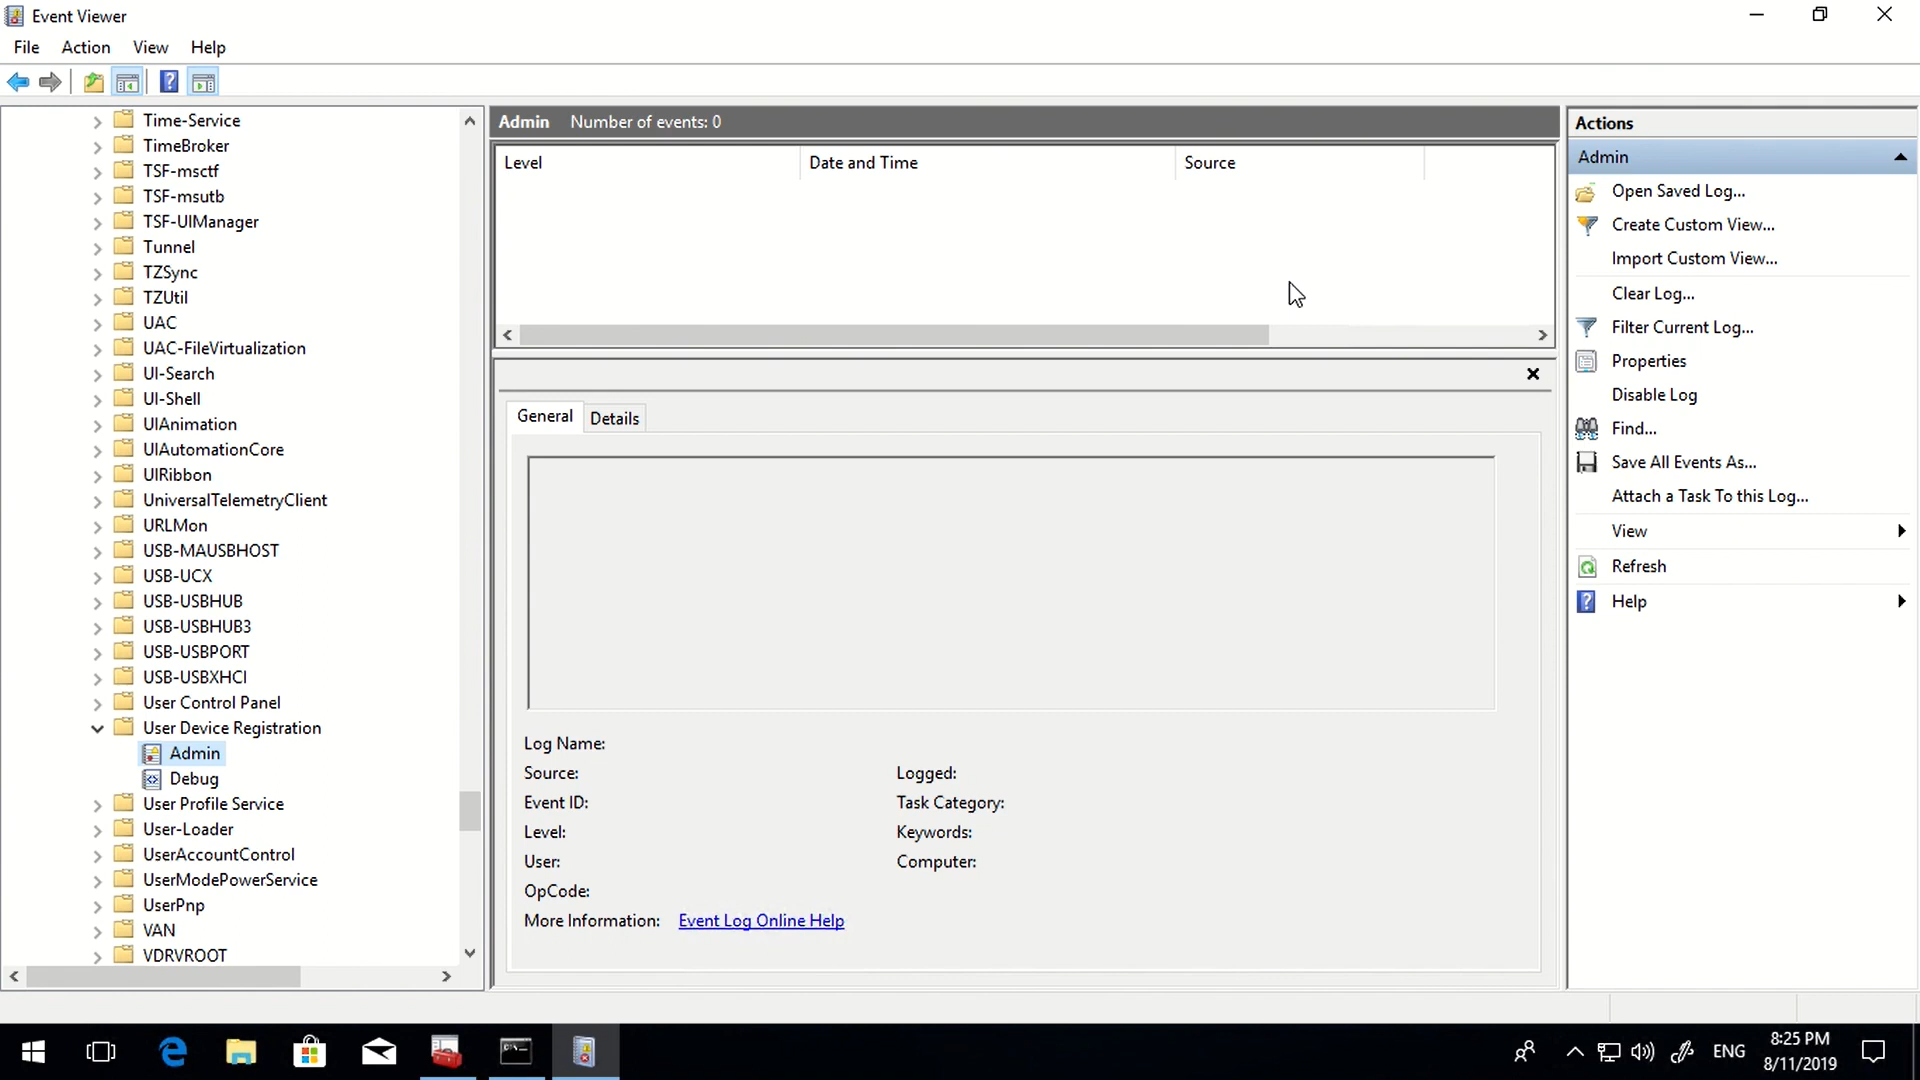 Event Viewer
File Action View Help
Time-Service
TimeBroker
TSF-msctf
TSF-msutb
TSF-UIManager
Tunnel
TZSync
TZUtil
UAC
UAC-FileVirtualization
UI-Search
UI-Shell
UIAnimation
UIAutomationCore
UIRibbon
UniversalTelemetryClient
URLMon
USB-MAUSBHOST
USB-UCX
USB-USBHUB
USB-USBHUB3
USB-USBPORT
USB-USBXHCI
User Control Panel
User Device Registration
Admin
Debug
User Profile Service
User-Loader
UserAccountControl
UserModePowerService
UserPnp
VAN
VDRVROOT
Admin Number of events: 0
Level Date and Time Source
General Details
Log Name:
Source: Logged:
Event ID: Task Category:
Level: Keywords:
User: Computer:
OpCode:
More Information: Event Log Online Help
Actions
Admin
Open Saved Log...
Create Custom View...
Import Custom View...
Clear Log...
Filter Current Log...
Properties
Disable Log
Find...
Save All Events As...
Attach a Task To this Log...
View
Refresh
Help
ENG
8:25 PM
8/11/2019